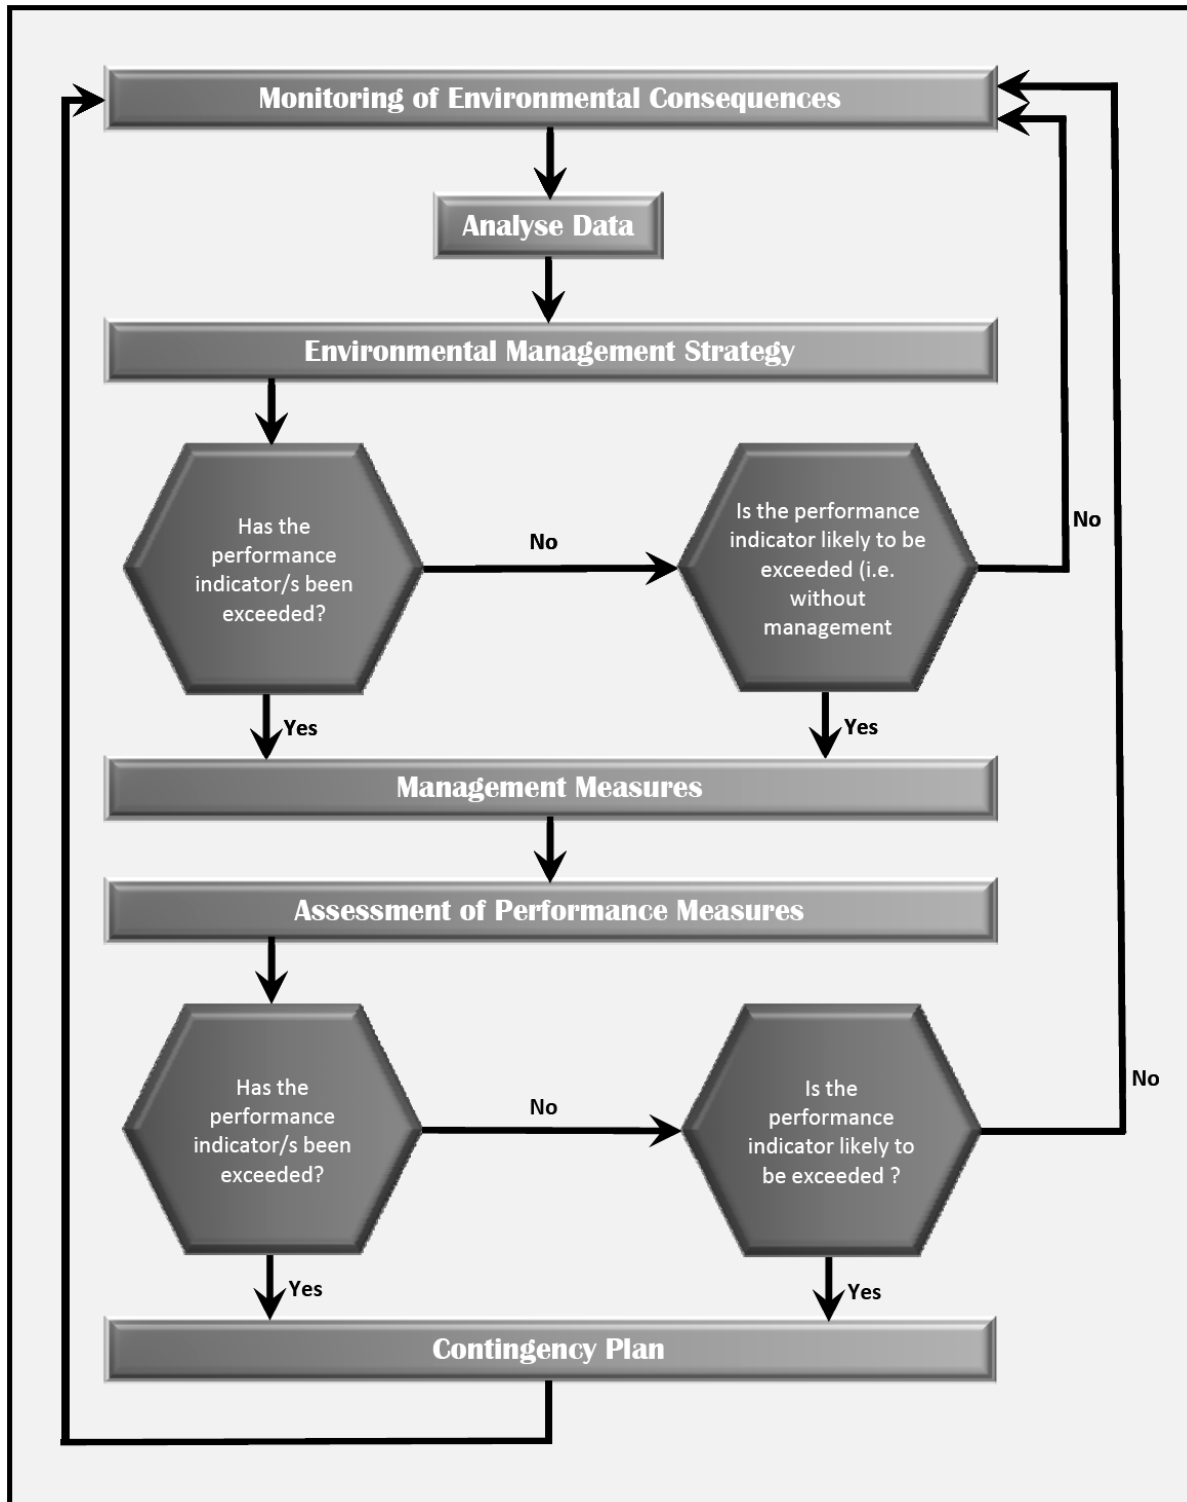 Monitoring of Environmental Consequences
Analyse Data
Environmental Management Strategy
Has the
performance
indicator/s been
exceeded?
No
Is the performance
indicator likely to be
exceeded (i.e.
without
management
No
Yes
Yes
Management Measures
Assessment of Performance Measures
Has the
performance
indicator/s been
exceeded?
No
Is the
performance
indicator likely to
be exceeded ?
No
Yes
Yes
Contingency Plan